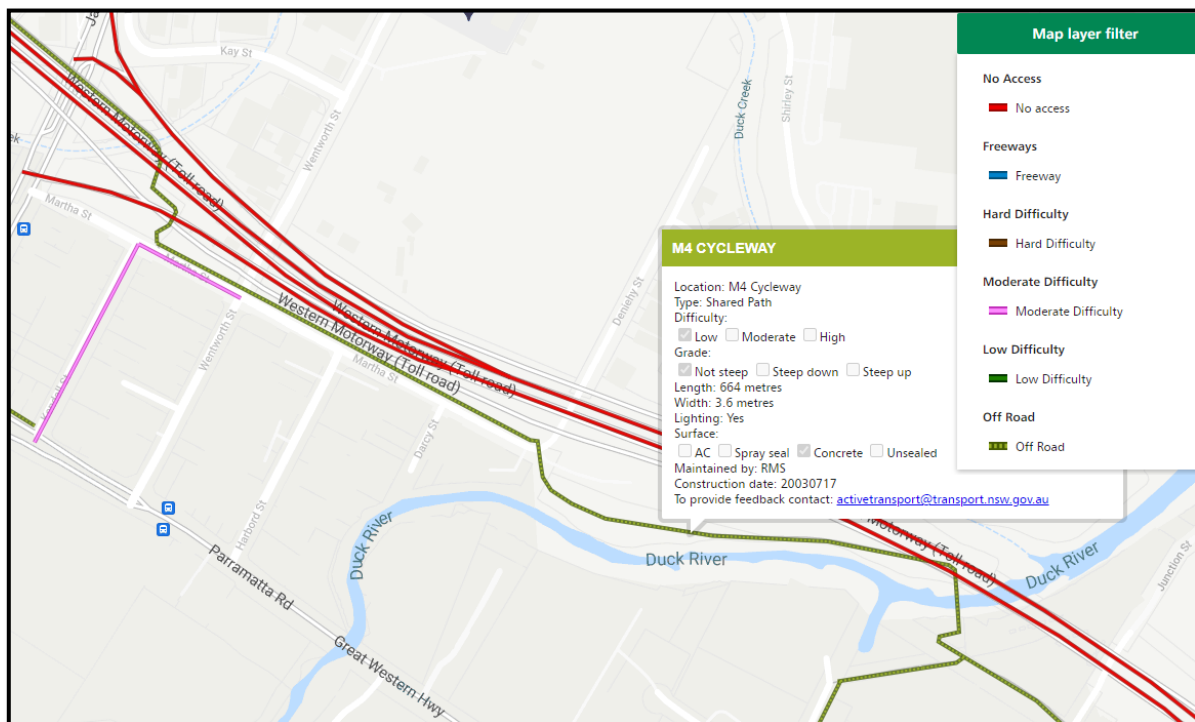 Map layer filter
No Access
No access
Freeways
Freeway
Hard Difficulty
Hard Difficulty
Moderate Difficulty
Moderate Difficulty
Low Difficulty
Low Difficulty
Off Road
Off Road
M4 CYCLEWAY
Location: M4 Cycleway
Type: Shared Path
Difficulty:
Low Moderate High
Grade:
Not steep Steep down Steep up
Length: 664 metres
Width: 3.6 metres
Lighting: Yes
Surface:
AC Spray seal Concrete Unsealed
Maintained by: RMS
Construction date: 20030717
To provide feedback contact: activetransport@transport.nsw.gov.au
Kay St
Wentworth St
Duck Creek
Shirley St
Western Motorway (Toll road)
Martha St
Deniehy St
Western Motorway (Toll road)
Western Motorway (Toll road)
Wentworth St
Martha St
Darcy St
Harbord St
Parramatta Rd
Great Western Hwy
Duck River
Duck River
Motorway (Toll road)
Duck River
Junction St